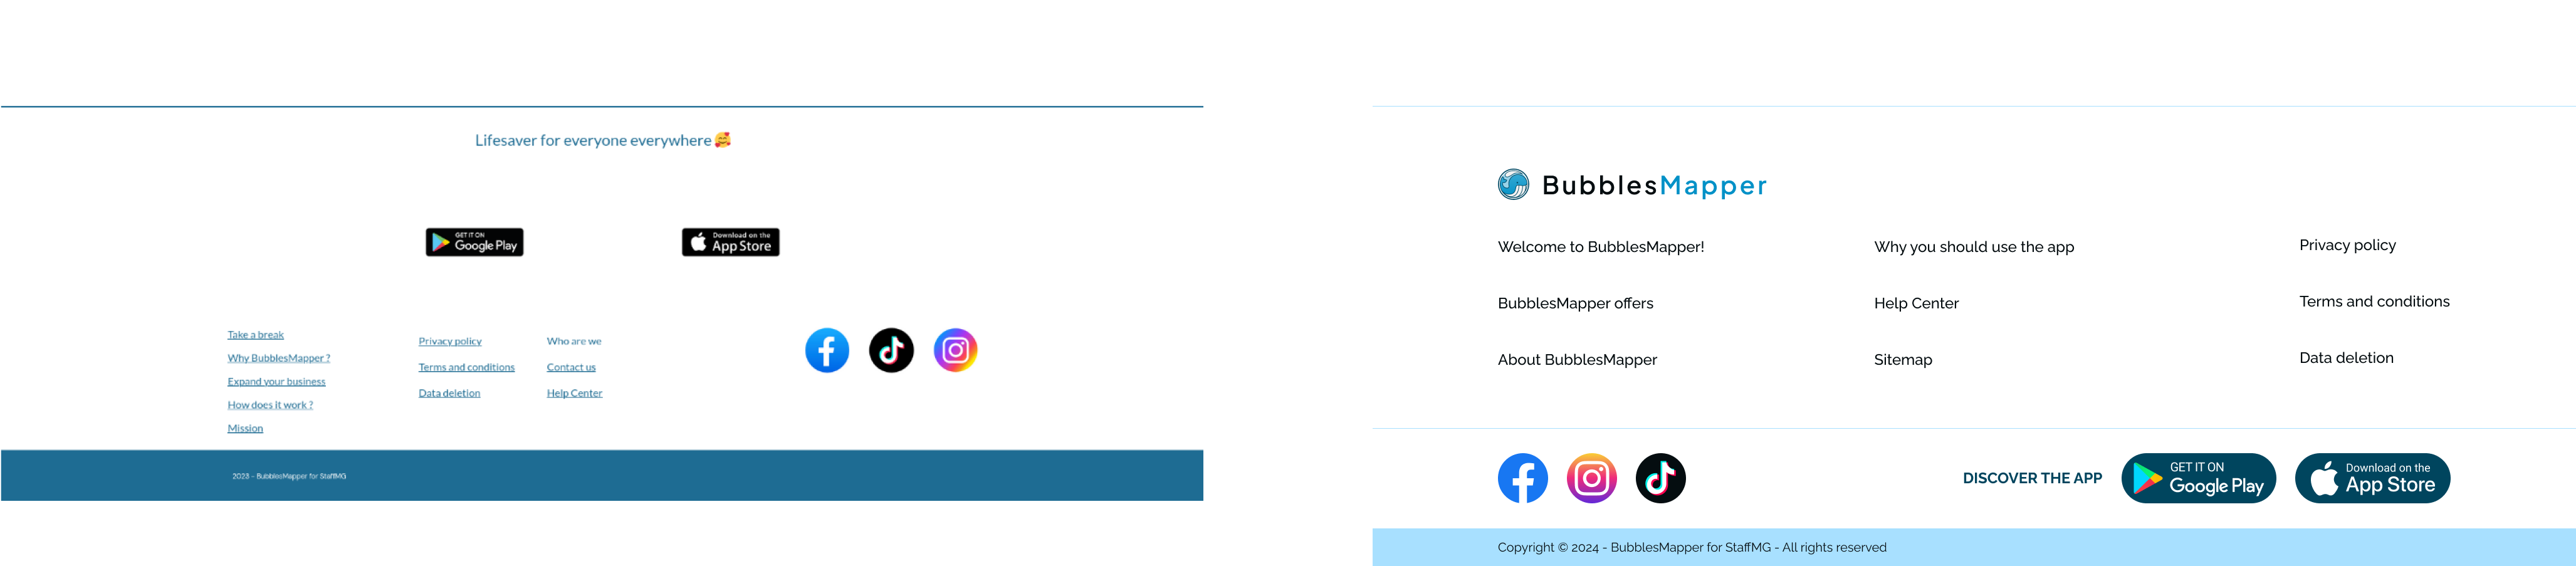 Lifesaver for everyone everywhere 🥰
GET IT ON
Google Play
Download on the
App Store
Take a break
Why BubblesMapper ?
Expand your business
How does it work ?
Mission
Privacy policy
Terms and conditions
Data deletion
Who are we
Contact us
Help Center
2023 - BubblesMapper for StaffMG
BubblesMapper
Welcome to BubblesMapper!
BubblesMapper offers
About BubblesMapper
Why you should use the app
Help Center
Sitemap
Privacy policy
Terms and conditions
Data deletion
DISCOVER THE APP
GET IT ON
Google Play
Download on the
App Store
Copyright © 2024 - BubblesMapper for StaffMG - All rights reserved